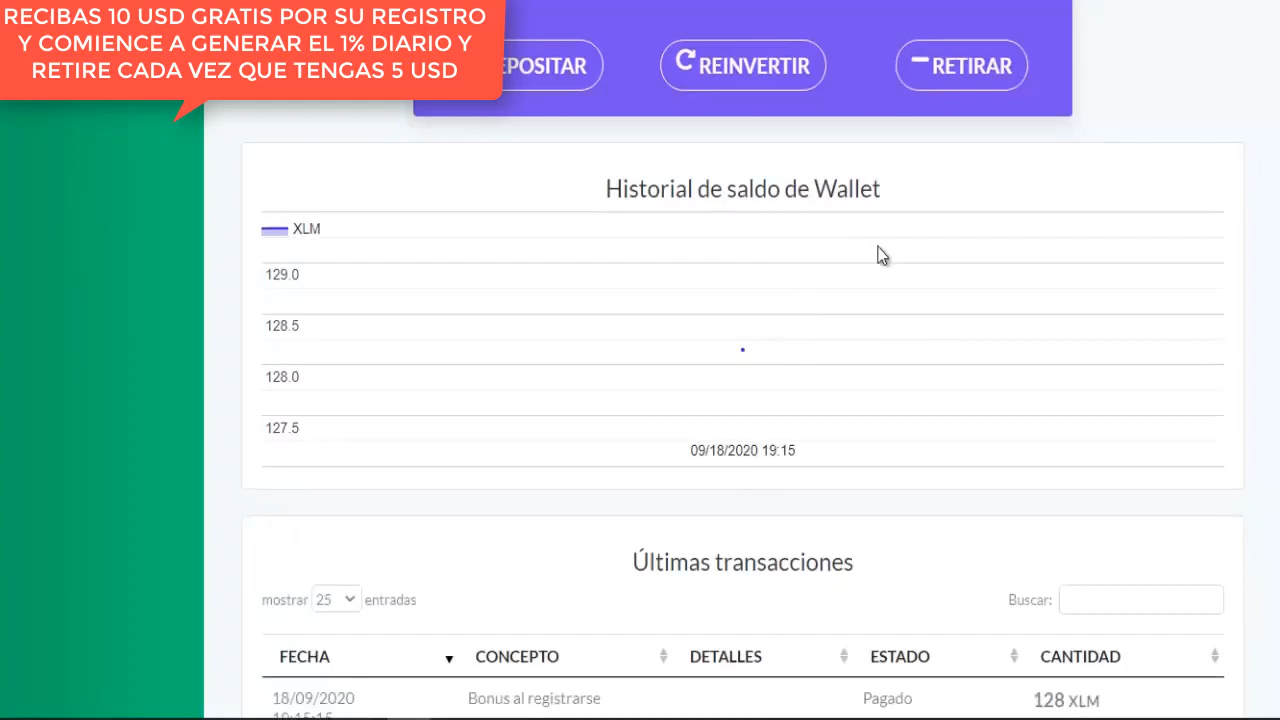 RECIBAS 10 USD GRATIS POR SU REGISTRO
Y COMIENCE A GENERAR EL 1% DIARIO Y
RETIRE CADA VEZ QUE TENGAS 5 USD
EPOSITAR
REINVERTIR
RETIRAR
Historial de saldo de Wallet
XLM
129.0
128.5
128.0
127.5
09/18/2020 19:15
Últimas transacciones
mostrar 25 entradas
Buscar:
FECHA CONCEPTO DETALLES ESTADO CANTIDAD
18/09/2020 Bonus al registrarse Pagado 128 XLM